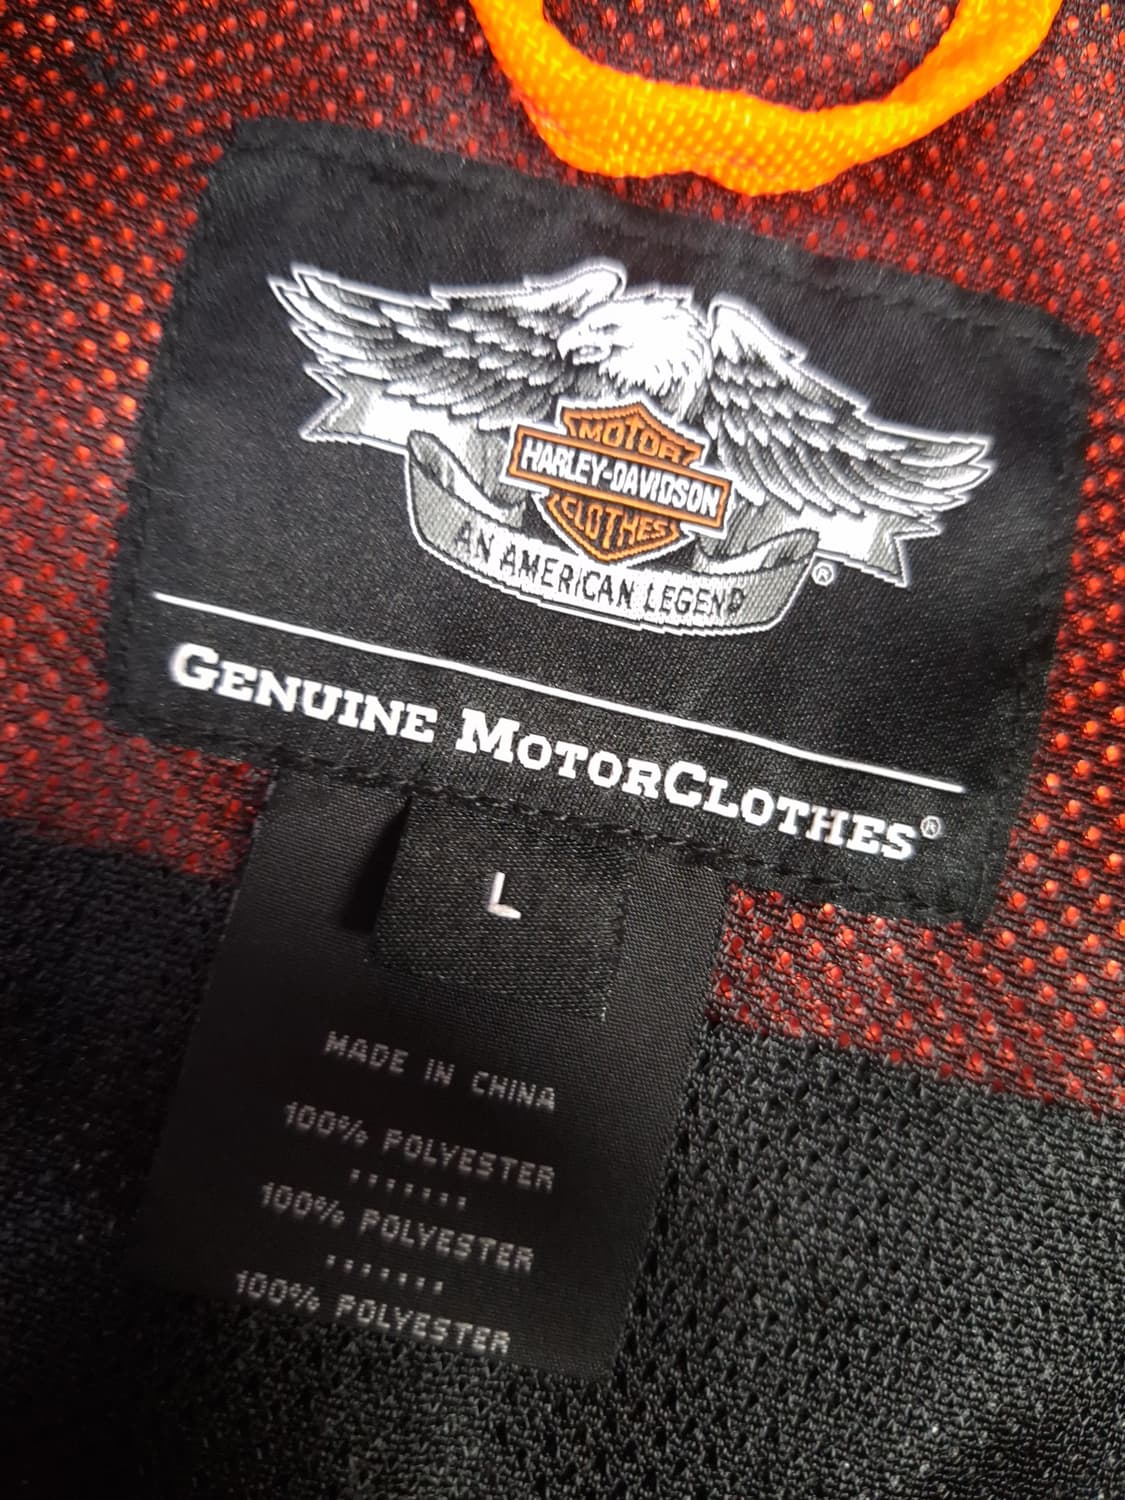 MOTOR
HARLEY-DAVIDSON
CLOTHES
AN AMERICAN LEGEND
®
GENUINE MOTORCLOTHES®
L
MADE IN CHINA
100% POLYESTER
.......
100% POLYESTER
.......
100% POLYESTER